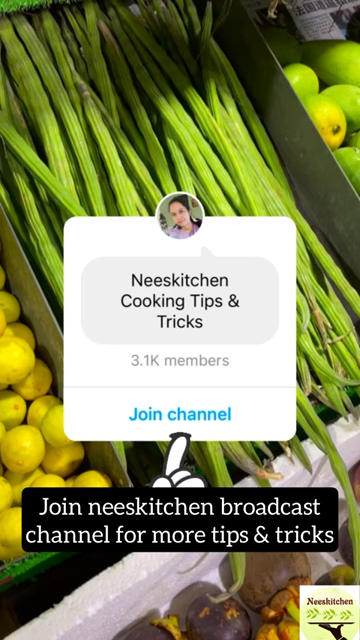 Neeskitchen
Cooking Tips &
Tricks
3.1K members
Join channel
Join neeskitchen broadcast
channel for more tips & tricks
Neeskitchen